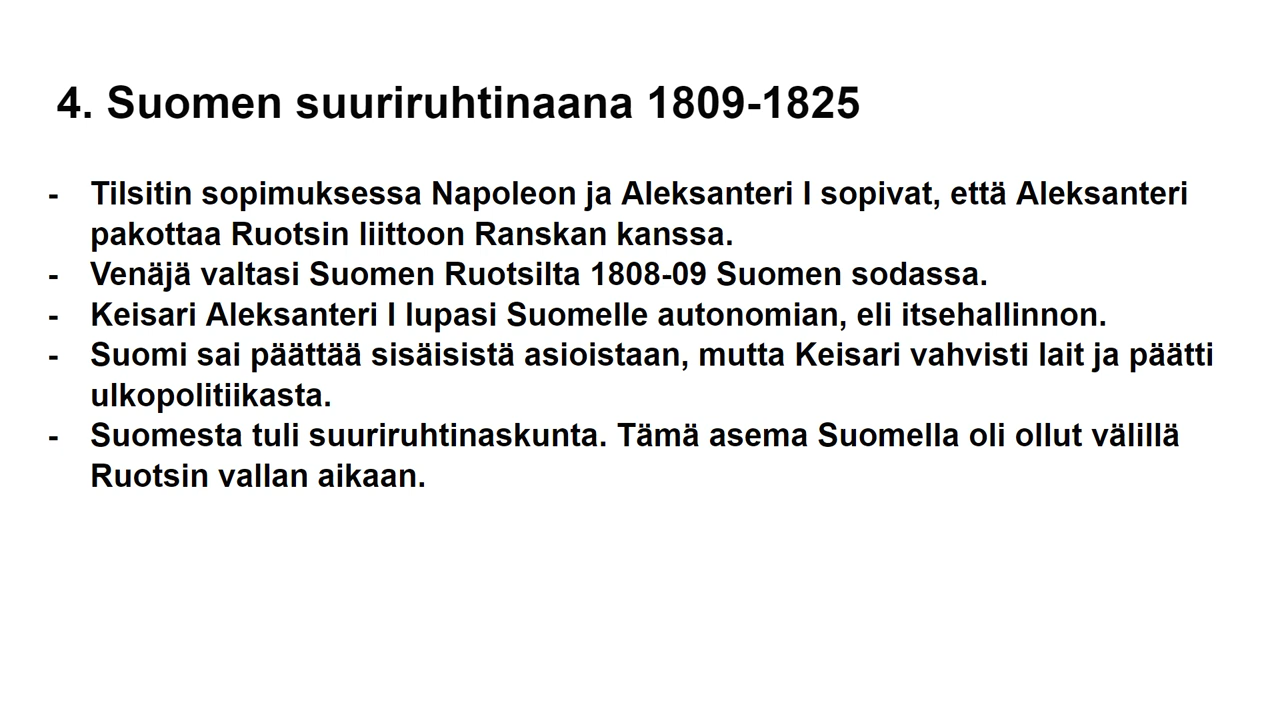 4. Suomen suuriruhtinaana 1809-1825
- Tilsitin sopimuksessa Napoleon ja Aleksanteri I sopivat, että Aleksanteri
pakottaa Ruotsin liittoon Ranskan kanssa.
- Venäjä valtasi Suomen Ruotsilta 1808-09 Suomen sodassa.
- Keisari Aleksanteri I lupasi Suomelle autonomian, eli itsehallinnon.
- Suomi sai päättää sisäisistä asioistaan, mutta Keisari vahvisti lait ja päätti
ulkopolitiikasta.
- Suomesta tuli suuriruhtinaskunta. Tämä asema Suomella oli ollut välillä
Ruotsin vallan aikaan.